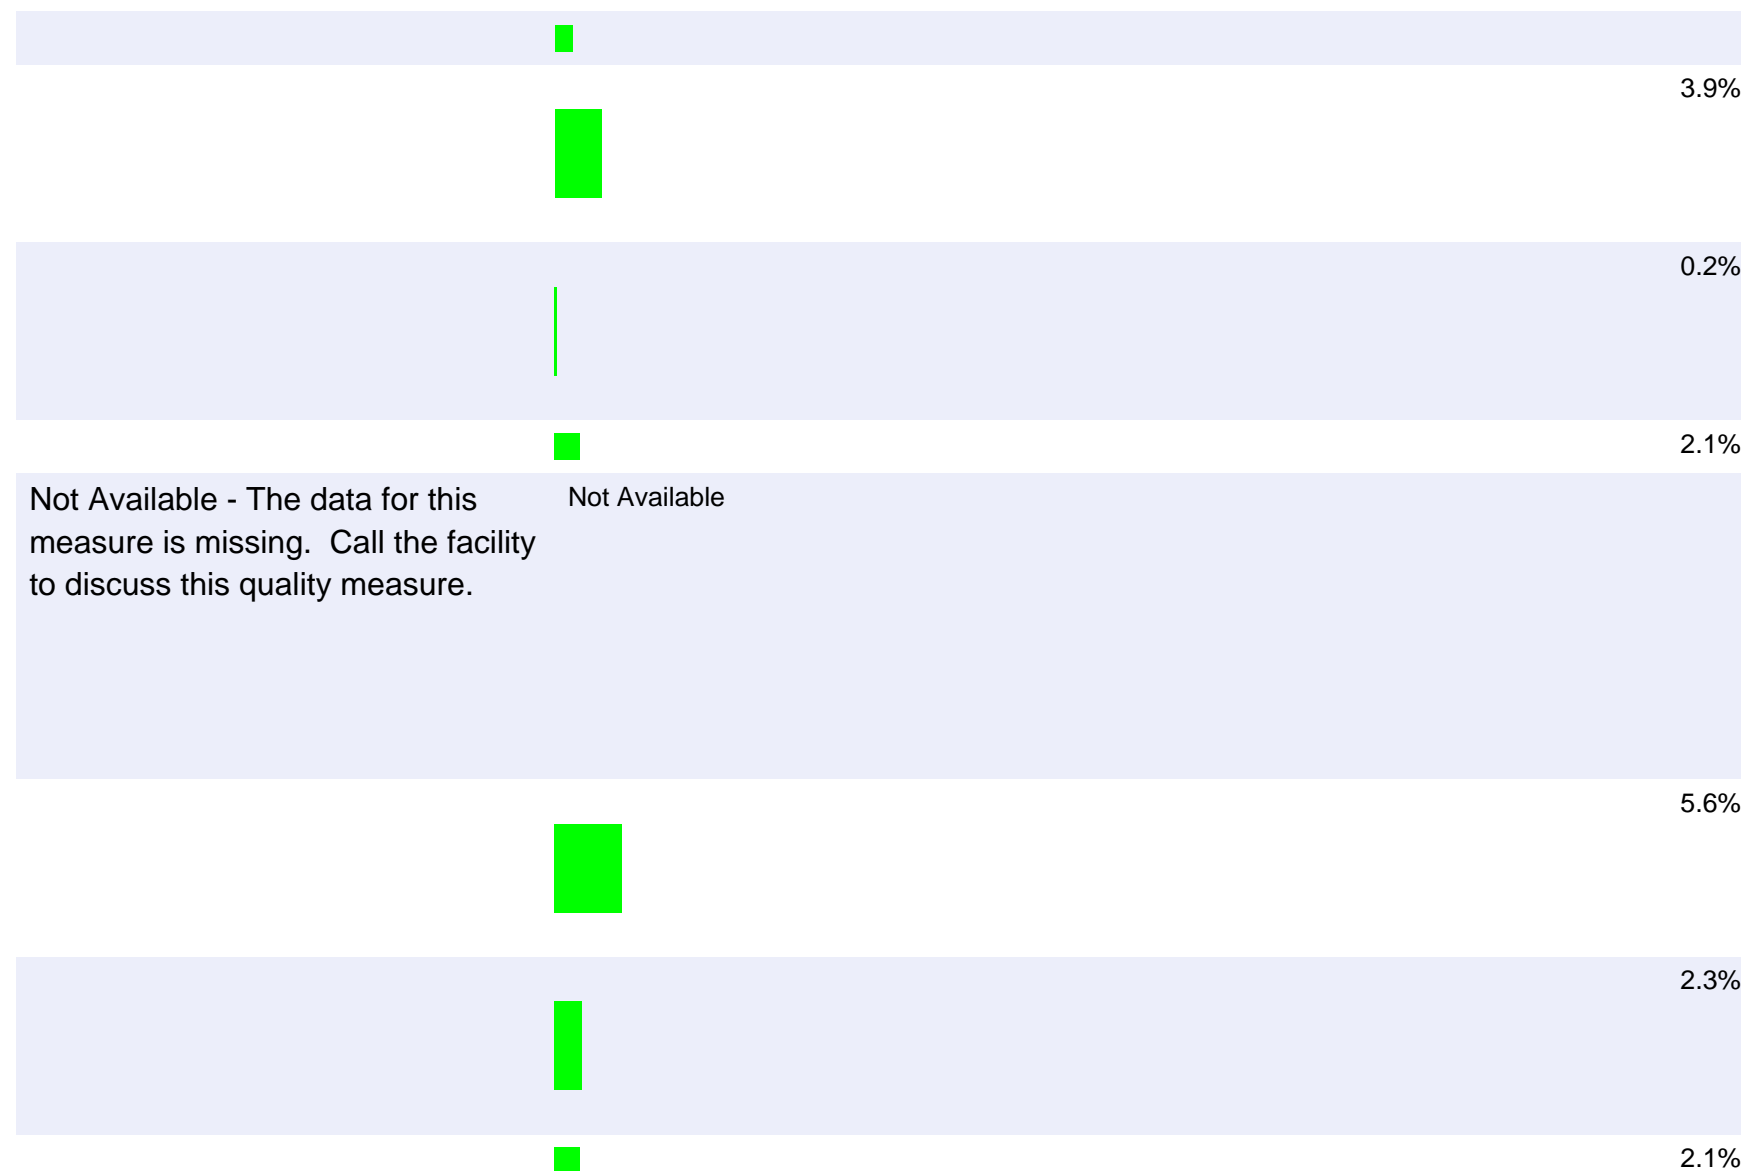 3.9%
0.2%
2.1%
Not Available - The data for this
measure is missing.  Call the facility
to discuss this quality measure.
Not Available
5.6%
2.3%
2.1%